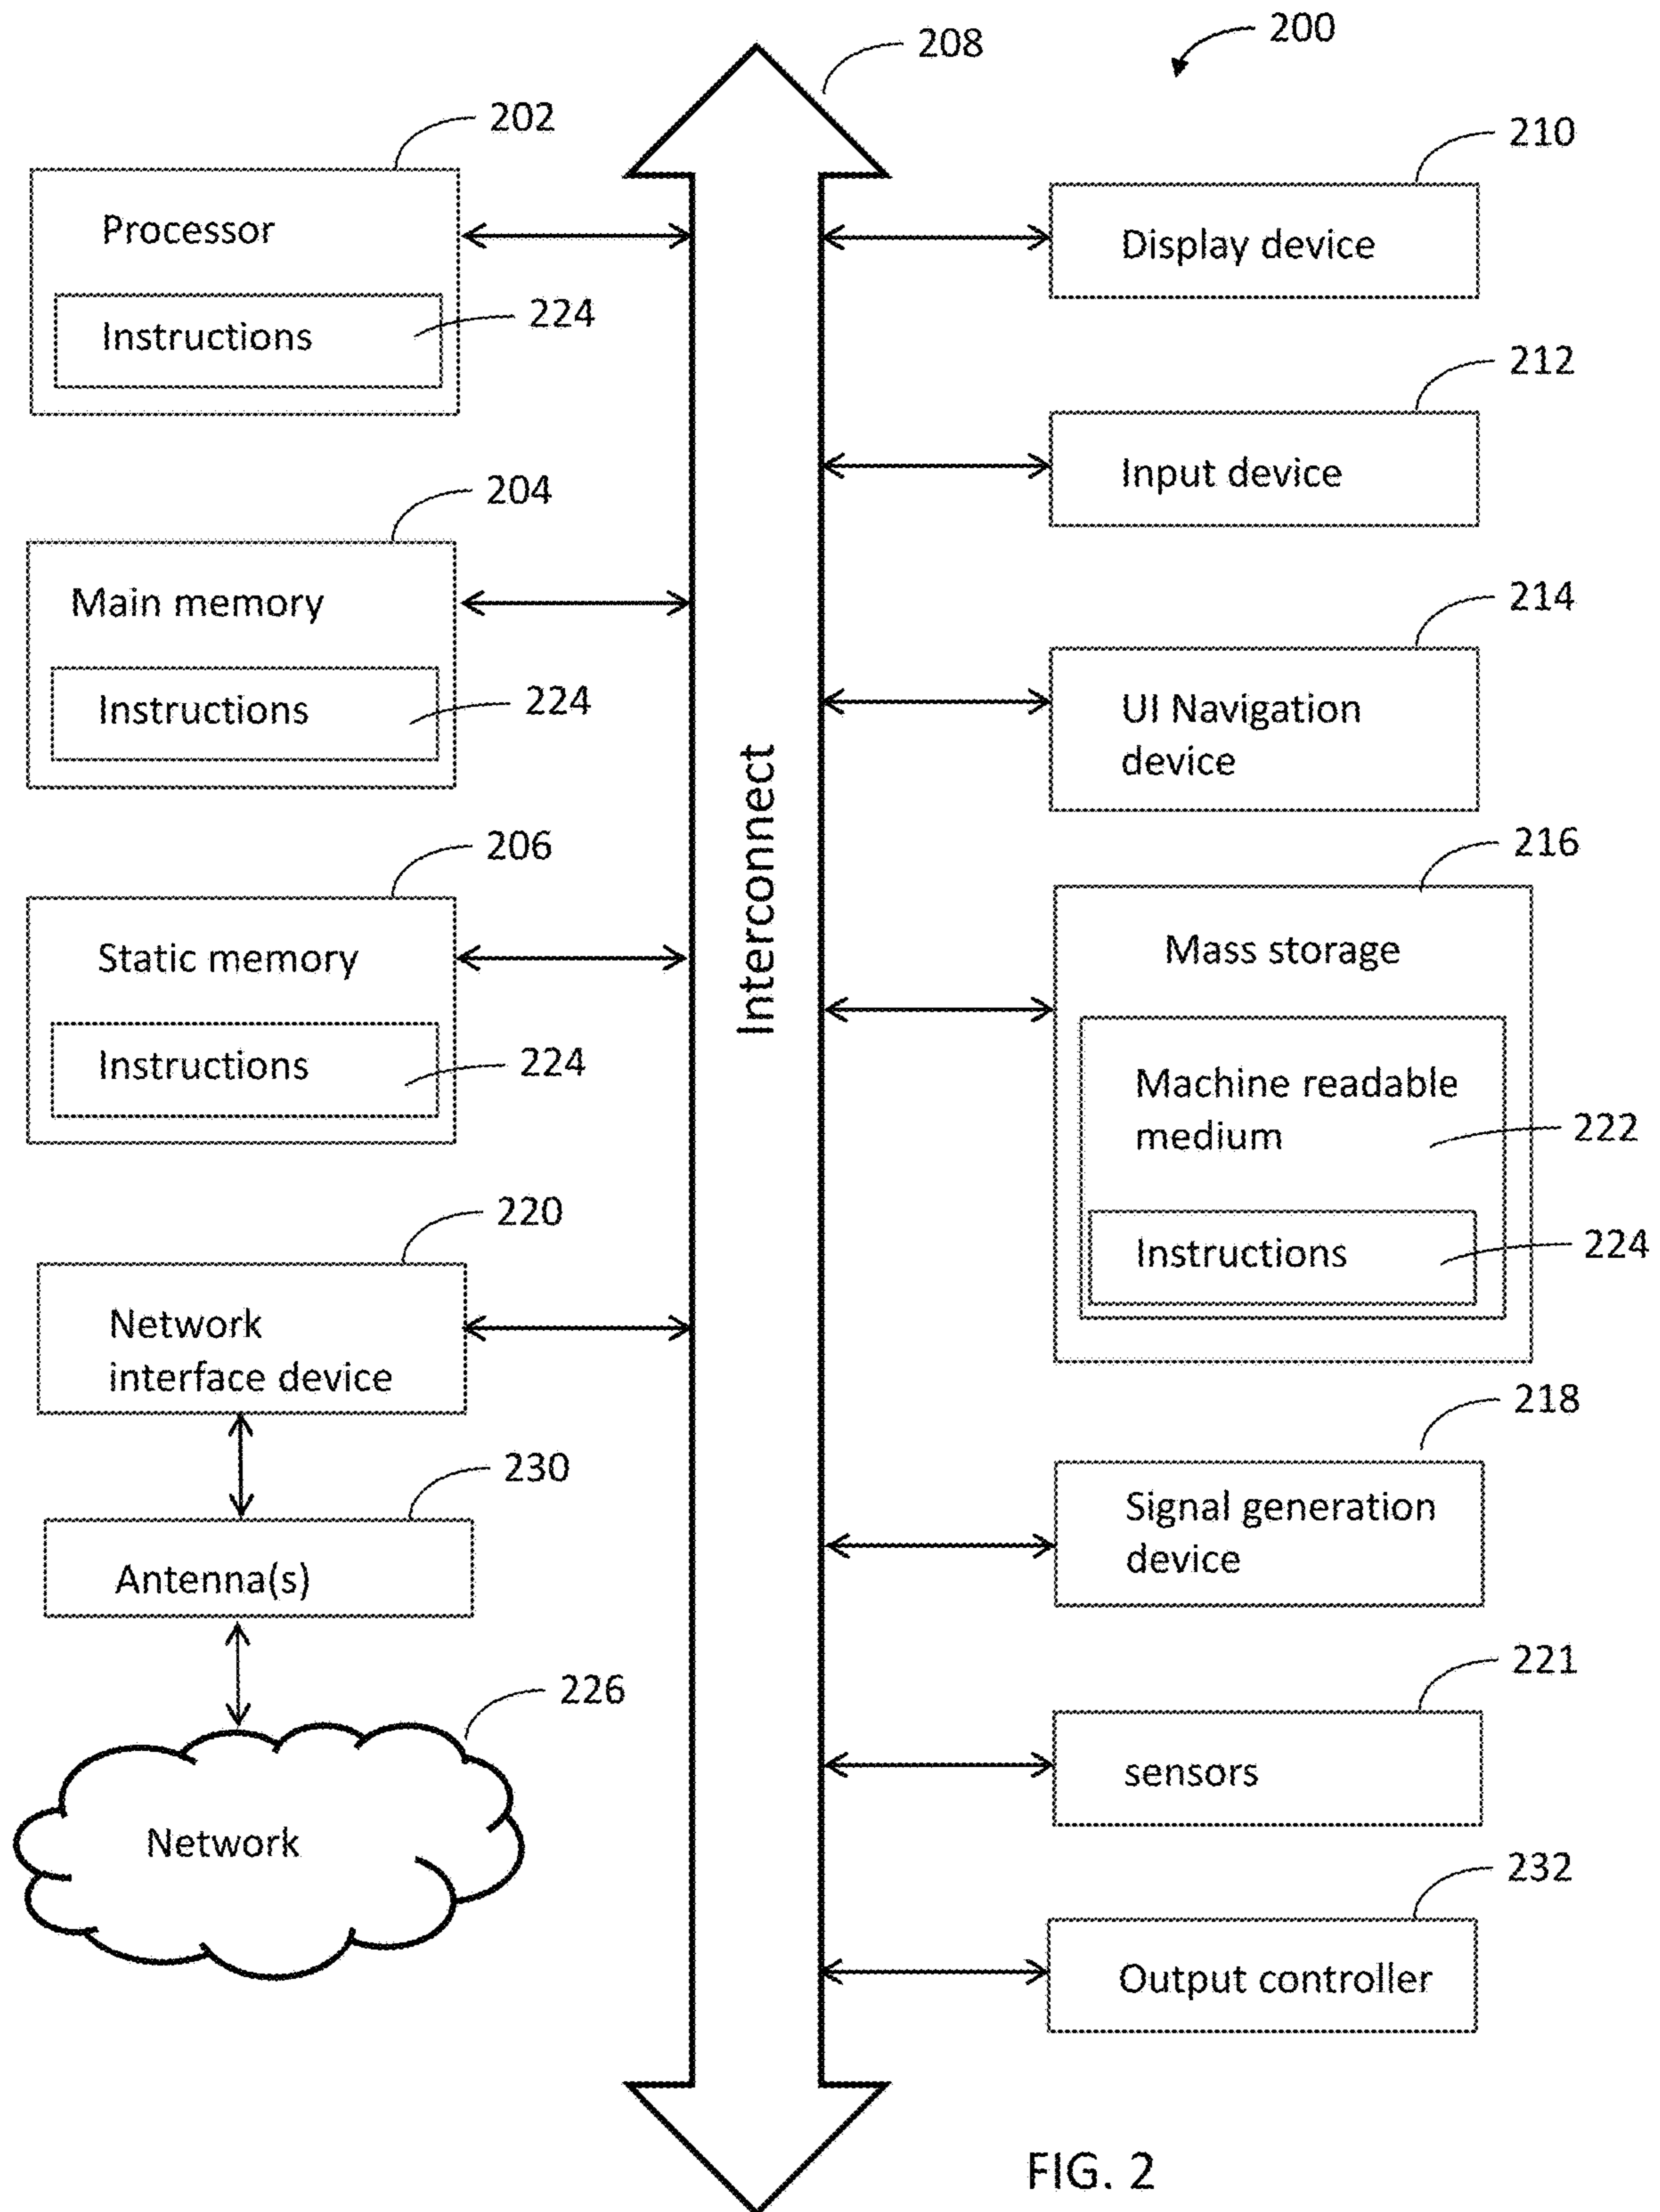 200
208
202
Processor
Instructions
224
204
Main memory
Instructions
224
206
Static memory
Instructions
224
220
Network
interface device
230
Antenna(s)
226
Network
Interconnect
210
Display device
212
Input device
214
UI Navigation
device
216
Mass storage
Machine readable
medium
222
Instructions
224
218
Signal generation
device
221
sensors
232
Output controller
FIG. 2